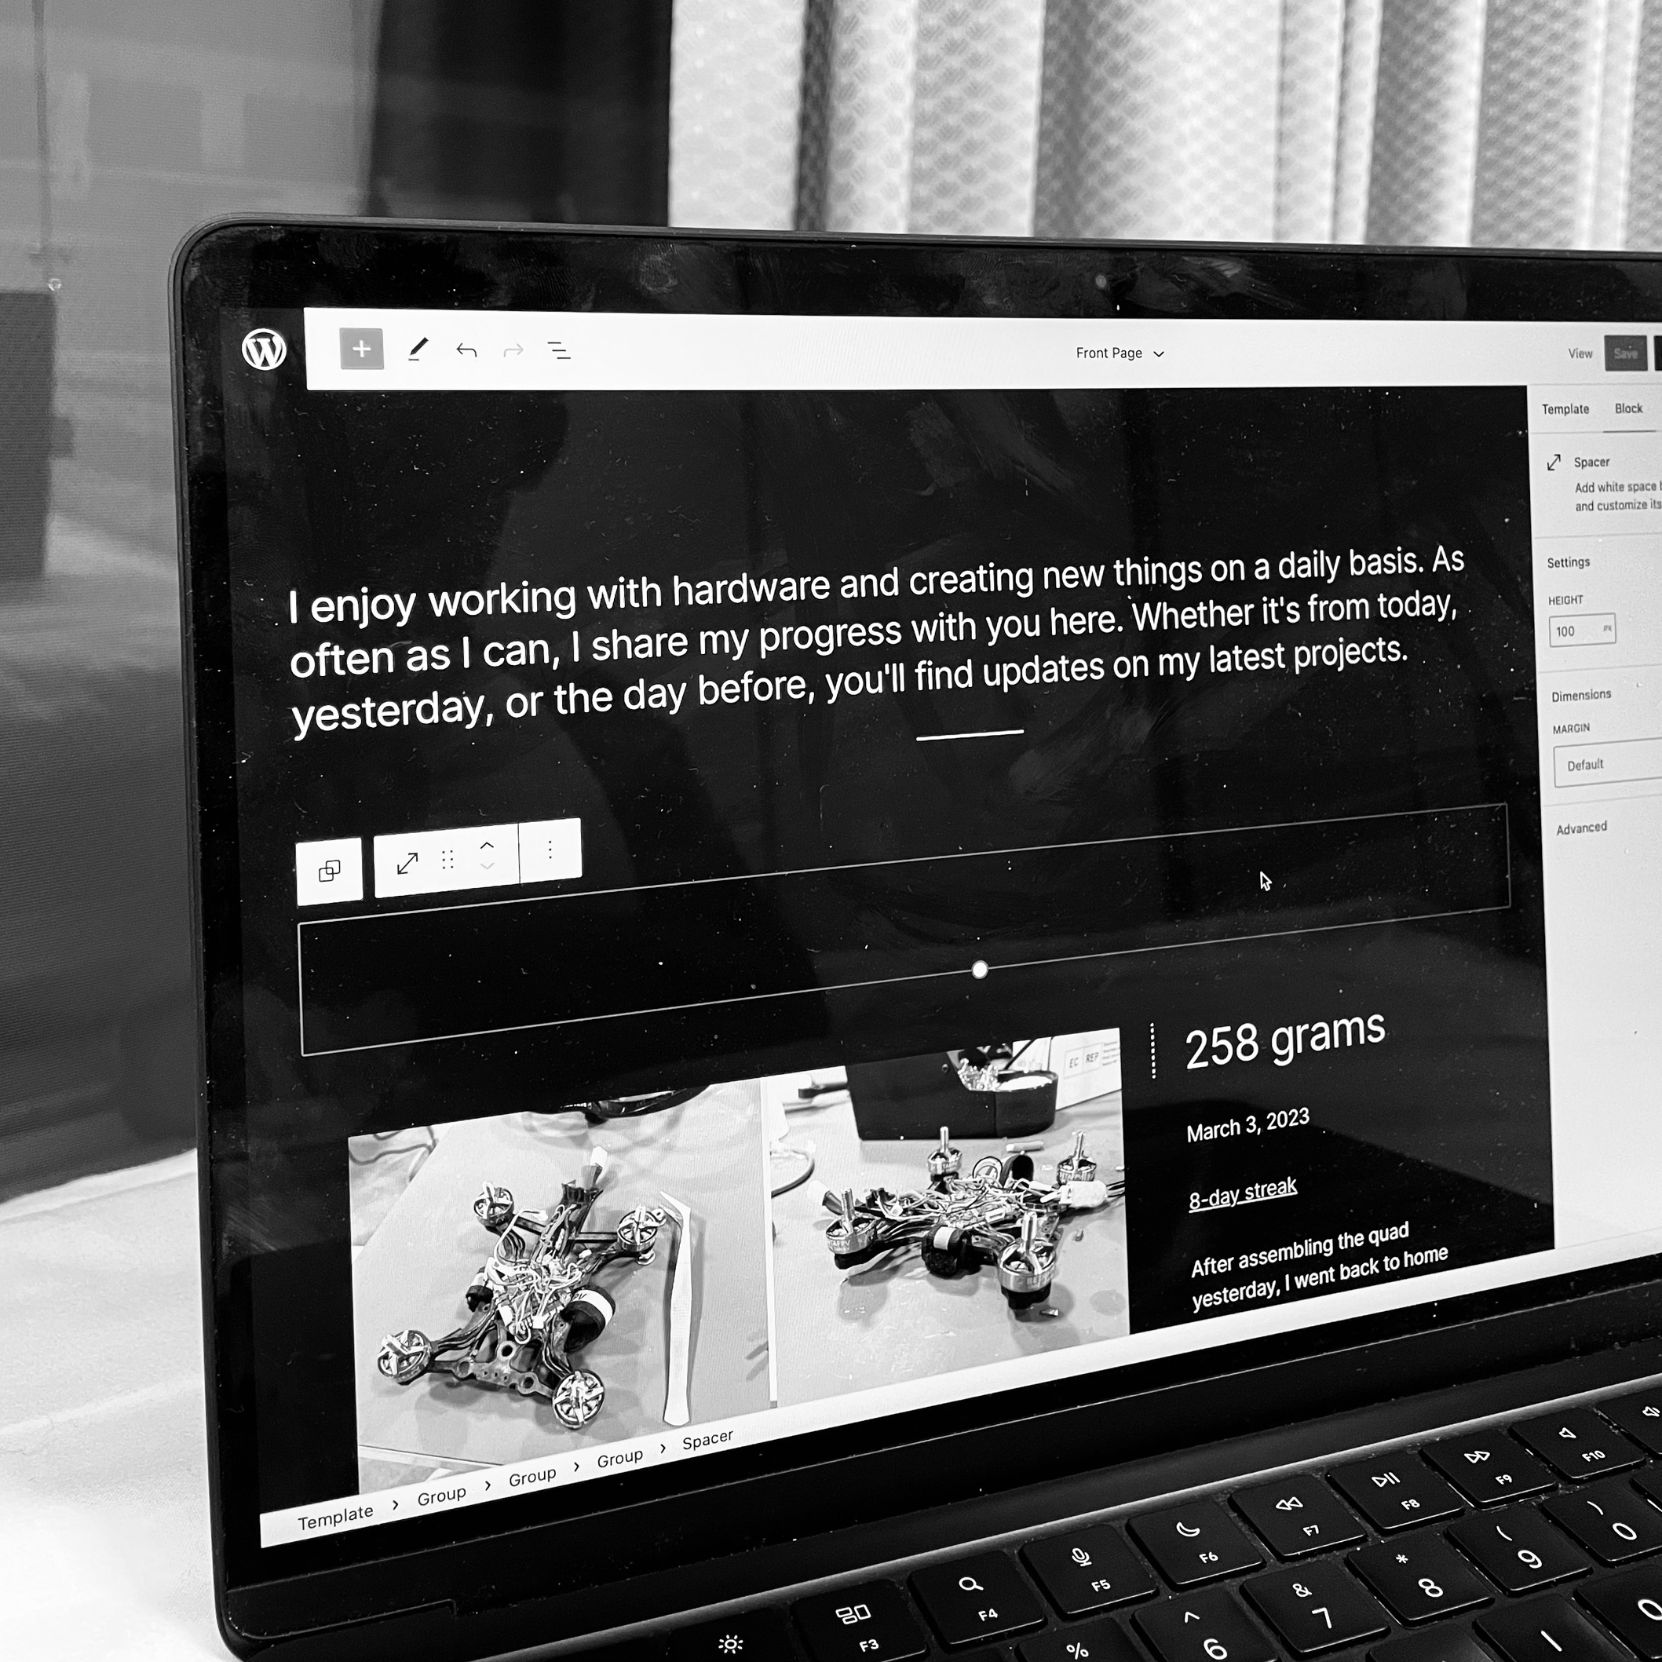 Front Page
View
Save
Template Block
Spacer
Add white space
and customize its
Settings
HEIGHT
100
Dimensions
MARGIN
Default
Advanced
I enjoy working with hardware and creating new things on a daily basis. As
often as I can, I share my progress with you here. Whether it's from today,
yesterday, or the day before, you'll find updates on my latest projects.
258 grams
March 3, 2023
8-day streak
After assembling the quad
yesterday, I went back to home
EC REP
Template > Group > Group > Group > Spacer
F3
F4
F5
F6
F7
F8
F9
F10
%
^
6
&
7
*
8
(
9
)
0